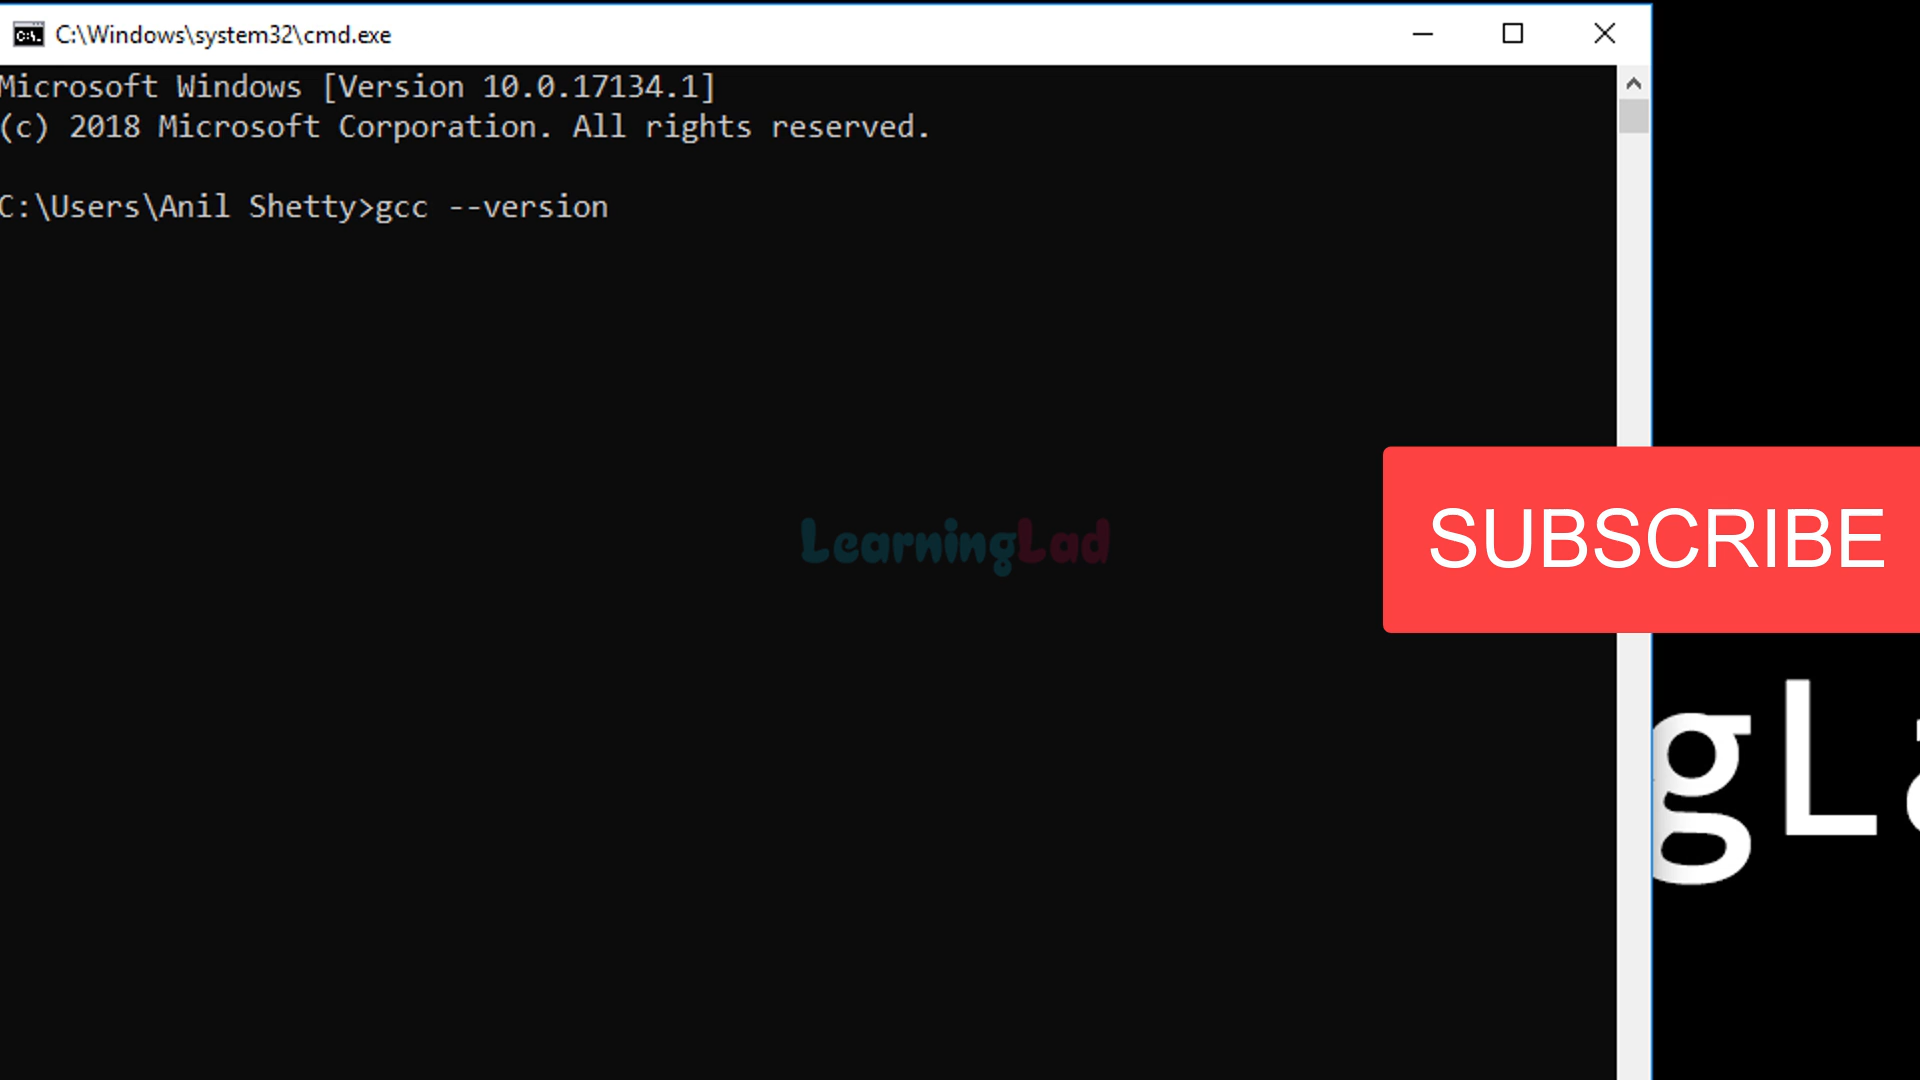 C:\Windows\system32\cmd.exe
Microsoft Windows [Version 10.0.17134.1]
(c) 2018 Microsoft Corporation. All rights reserved.
C:\Users\Anil Shetty>gcc --version
LearningLad
SUBSCRIBE
gLa